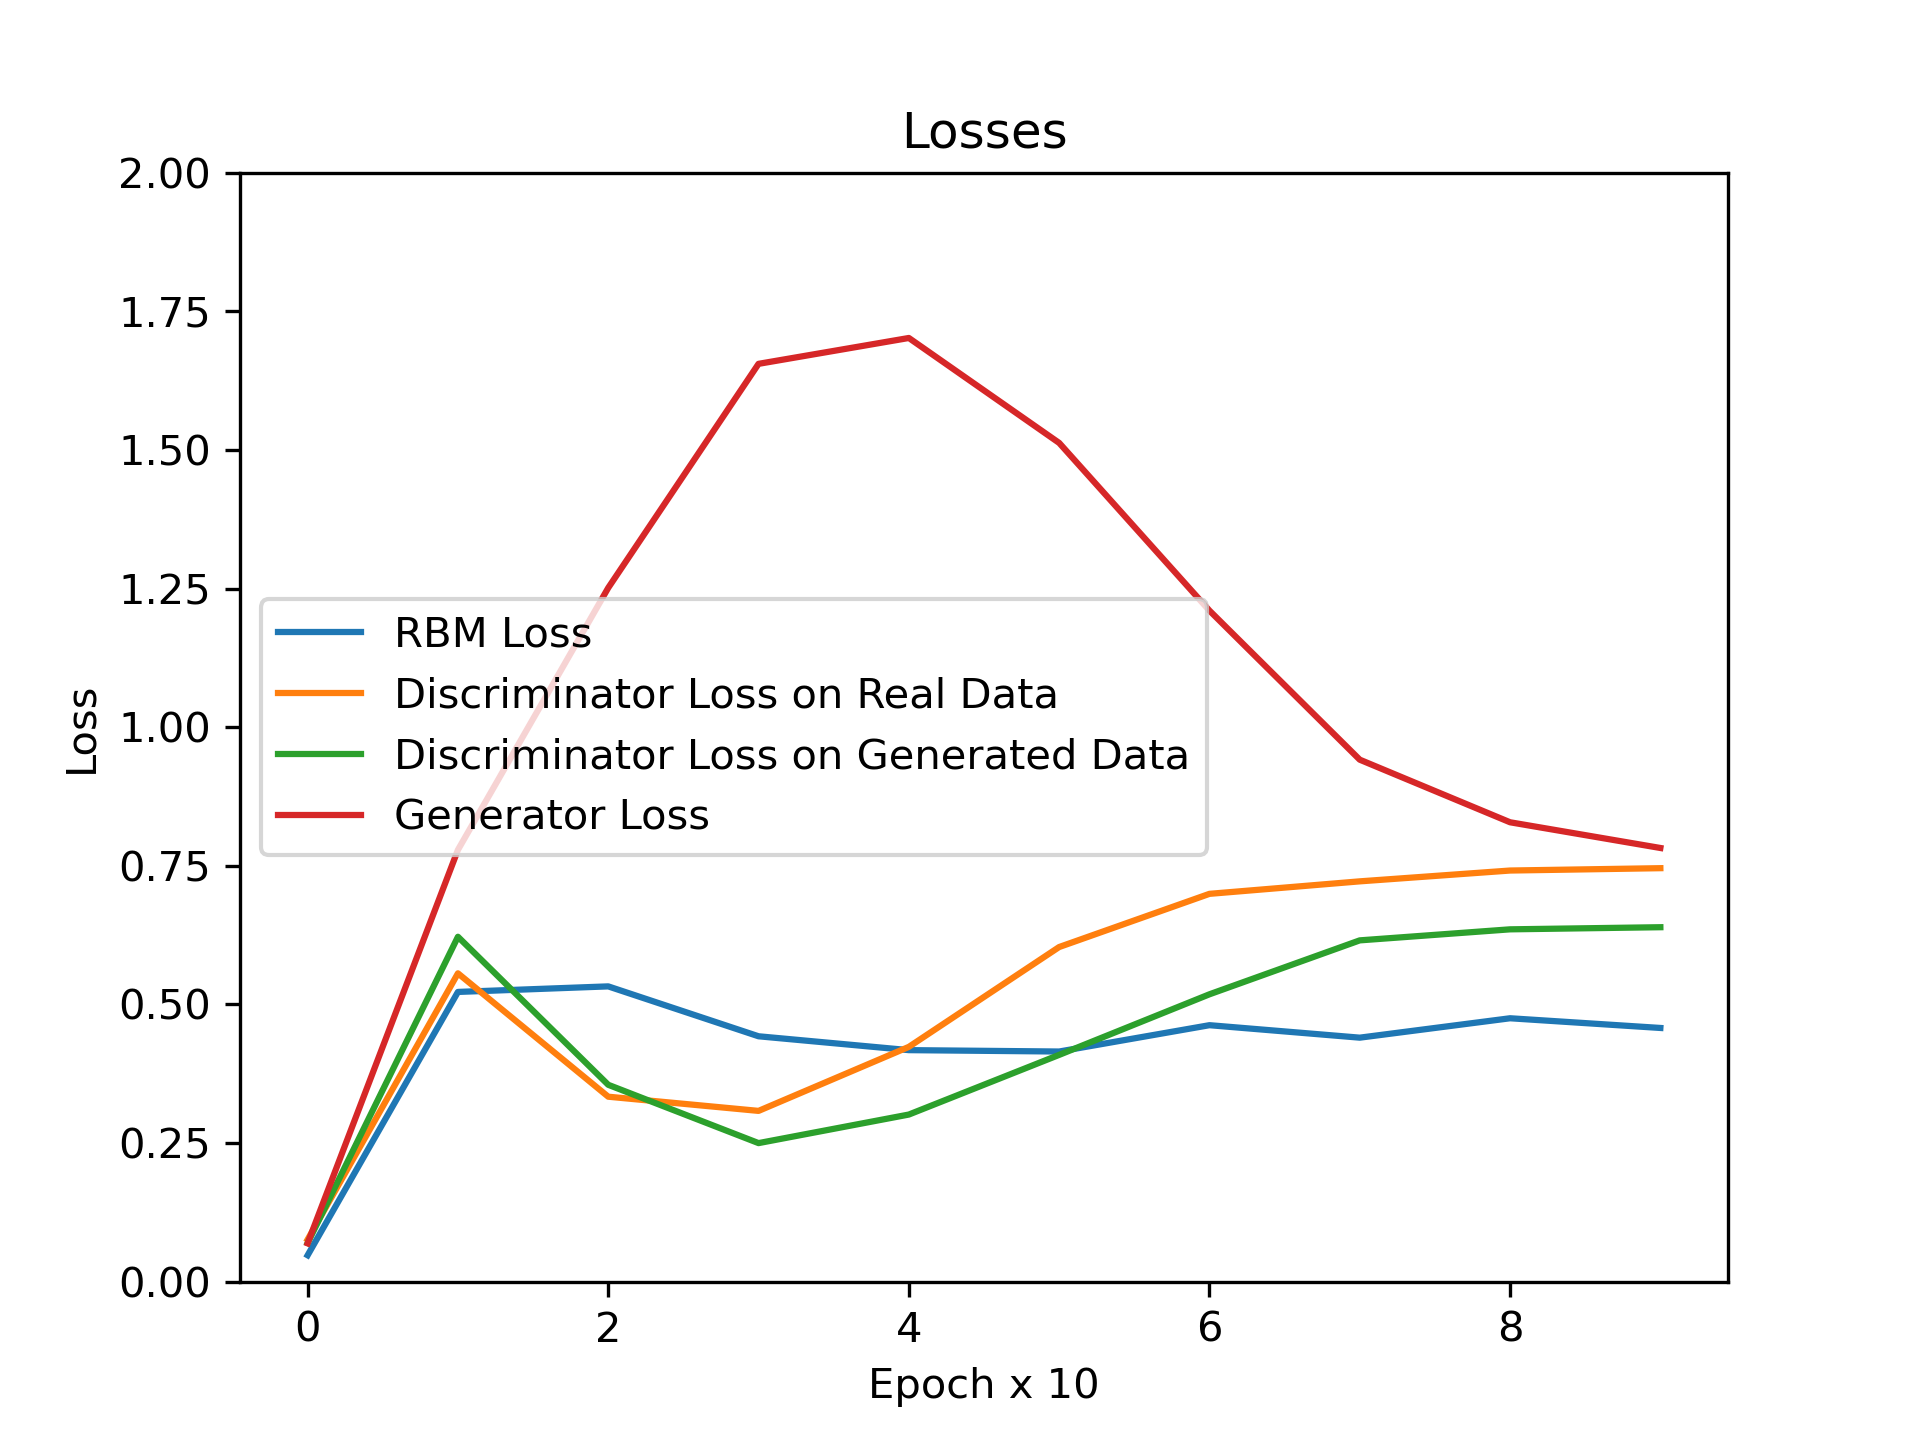 Losses
2.00
1.75
1.50
1.25
1.00
0.75
0.50
0.25
0.00
Loss
RBM Loss
Discriminator Loss on Real Data
Discriminator Loss on Generated Data
Generator Loss
0 2 4 6 8
Epoch x 10